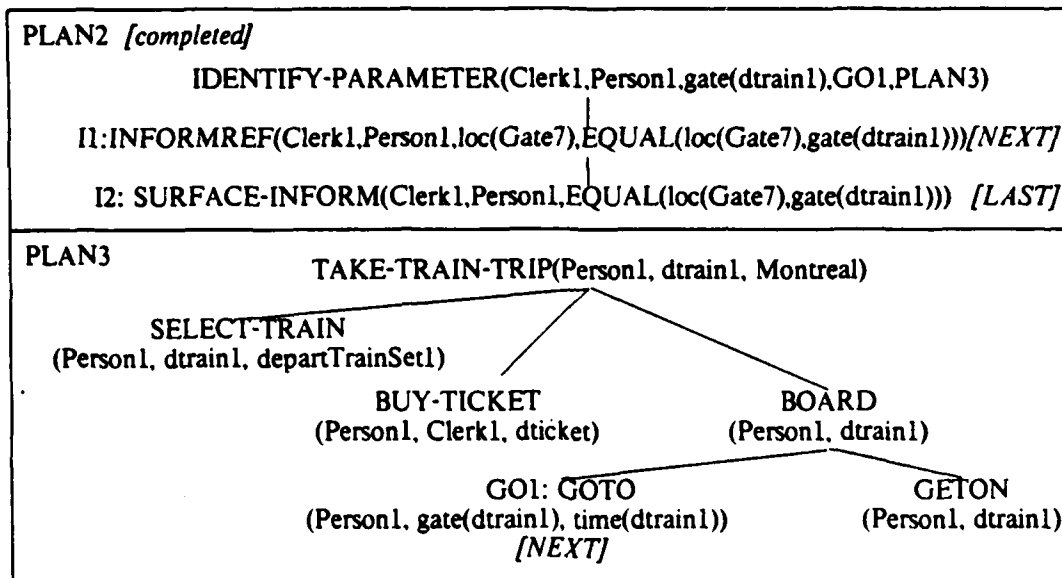 PLAN2 [completed]
IDENTIFY-PARAMETER(Clerk1,Person1,gate(dtrain1),GO1,PLAN3)
I1:INFORMREF(Clerk1,Person1,loc(Gate7),EQUAL(loc(Gate7),gate(dtrain1)))[NEXT]
I2: SURFACE-INFORM(Clerk1,Person1,EQUAL(loc(Gate7),gate(dtrain1))) [LAST]
PLAN3
TAKE-TRAIN-TRIP(Person1, dtrain1, Montreal)
SELECT-TRAIN
(Person1, dtrain1, departTrainSet1)
BUY-TICKET BOARD
(Person1, Clerk1, dticket) (Person1, dtrain1)
GO1: GOTO GETON
(Person1, gate(dtrain1), time(dtrain1)) (Person1, dtrain1)
[NEXT]